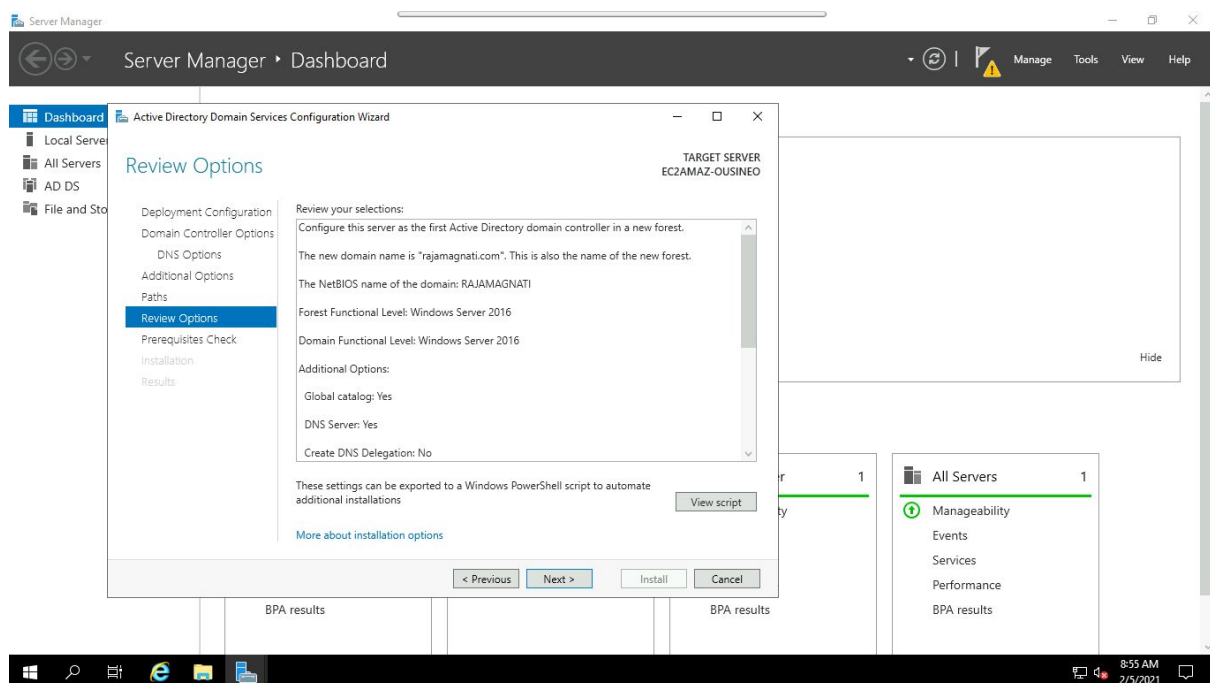 Server Manager
Server Manager • Dashboard
Manage Tools View Help
Dashboard
Local Server
All Servers
AD DS
File and Sto
Active Directory Domain Services Configuration Wizard
Review Options
TARGET SERVER
EC2AMAZ-OUSINEO
Deployment Configuration
Domain Controller Options
DNS Options
Additional Options
Paths
Review Options
Prerequisites Check
Installation
Results
Review your selections:
Configure this server as the first Active Directory domain controller in a new forest.
The new domain name is "rajamagnati.com". This is also the name of the new forest.
The NetBIOS name of the domain: RAJAMAGNATI
Forest Functional Level: Windows Server 2016
Domain Functional Level: Windows Server 2016
Additional Options:
Global catalog: Yes
DNS Server: Yes
Create DNS Delegation: No
These settings can be exported to a Windows PowerShell script to automate
additional installations
View script
More about installation options
< Previous Next > Install Cancel
Hide
r 1
ty
BPA results
BPA results
All Servers 1
Manageability
Events
Services
Performance
BPA results
8:55 AM
2/5/2021